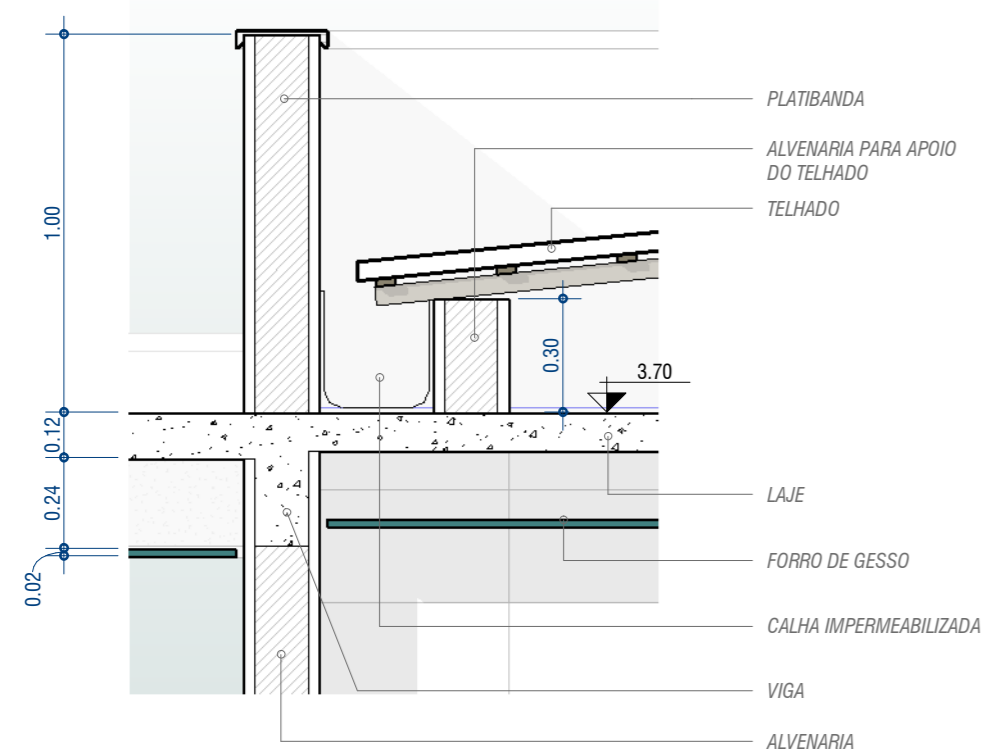 1.00
0.12
0.24
0.02
0.30
3.70
PLATIBANDA
ALVENARIA PARA APOIO
DO TELHADO
TELHADO
LAJE
FORRO DE GESSO
CALHA IMPERMEABILIZADA
VIGA
ALVENARIA